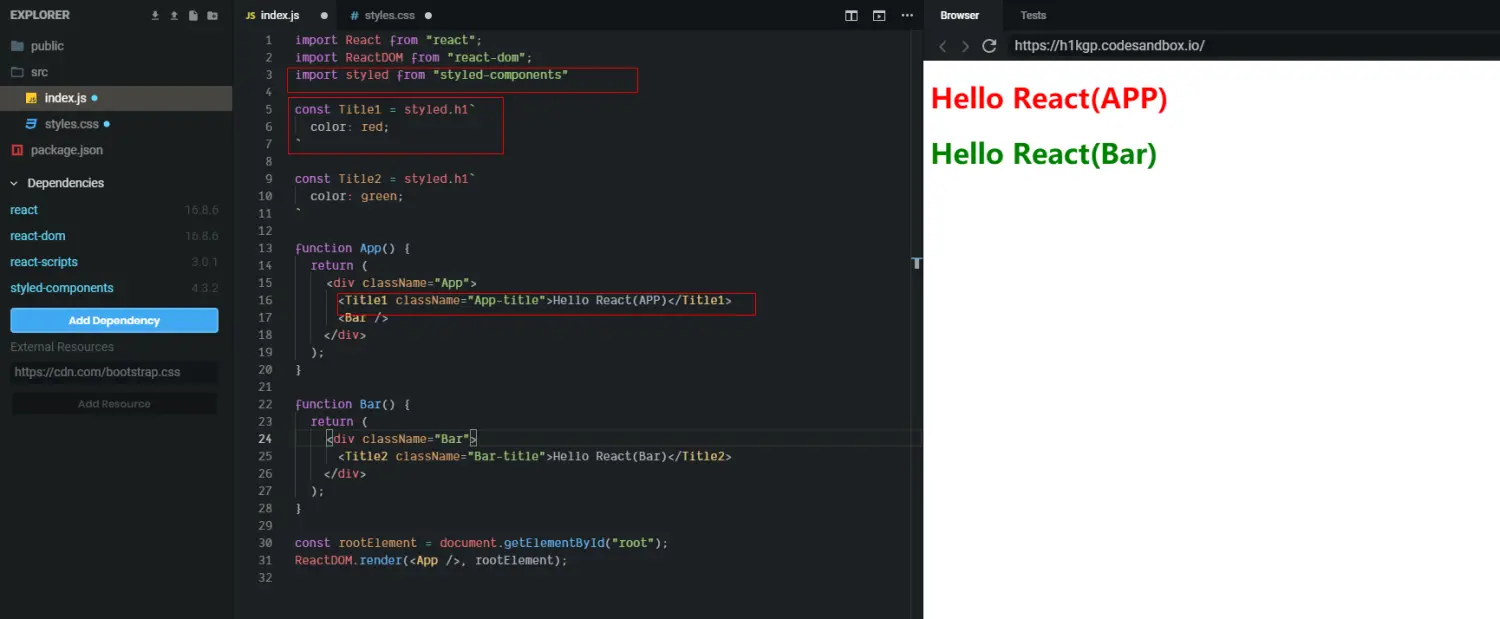 EXPLORER
public
src
index.js
styles.css
package.json
Dependencies
react 16.8.6
react-dom 16.8.6
react-scripts 3.0.1
styled-components 4.3.2
Add Dependency
External Resources
https://cdn.com/bootstrap.css
Add Resource
JS index.js # styles.css
1 import React from "react";
2 import ReactDOM from "react-dom";
3 import styled from "styled-components"
4
5 const Title1 = styled.h1`
6 color: red;
7 `
8
9 const Title2 = styled.h1`
10 color: green;
11 `
12
13 function App() {
14 return (
15 <div className="App">
16 <Title1 className="App-title">Hello React(APP)</Title1>
17 <Bar />
18 </div>
19 );
20 }
21
22 function Bar() {
23 return (
24 <div className="Bar">
25 <Title2 className="Bar-title">Hello React(Bar)</Title2>
26 </div>
27 );
28 }
29
30 const rootElement = document.getElementById("root");
31 ReactDOM.render(<App />, rootElement);
32
Browser Tests
https://h1kgp.codesandbox.io/
Hello React(APP)
Hello React(Bar)